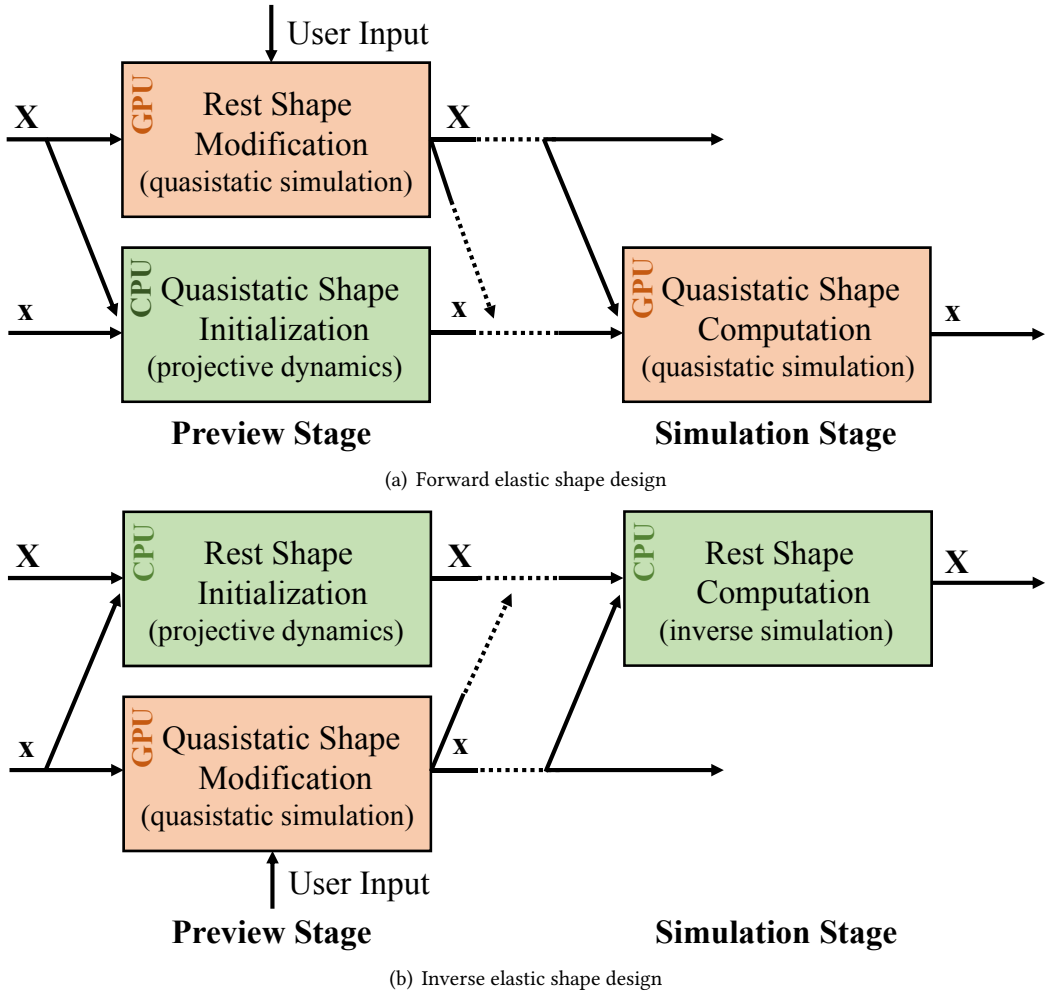 User Input
GPU
Rest Shape
Modification
(quasistatic simulation)
X
X
CPU
Quasistatic Shape
Initialization
(projective dynamics)
x
x
GPU
Quasistatic Shape
Computation
(quasistatic simulation)
x
Preview Stage
Simulation Stage
(a) Forward elastic shape design
X
CPU
Rest Shape
Initialization
(projective dynamics)
X
CPU
Rest Shape
Computation
(inverse simulation)
X
x
GPU
Quasistatic Shape
Modification
(quasistatic simulation)
x
User Input
Preview Stage
Simulation Stage
(b) Inverse elastic shape design